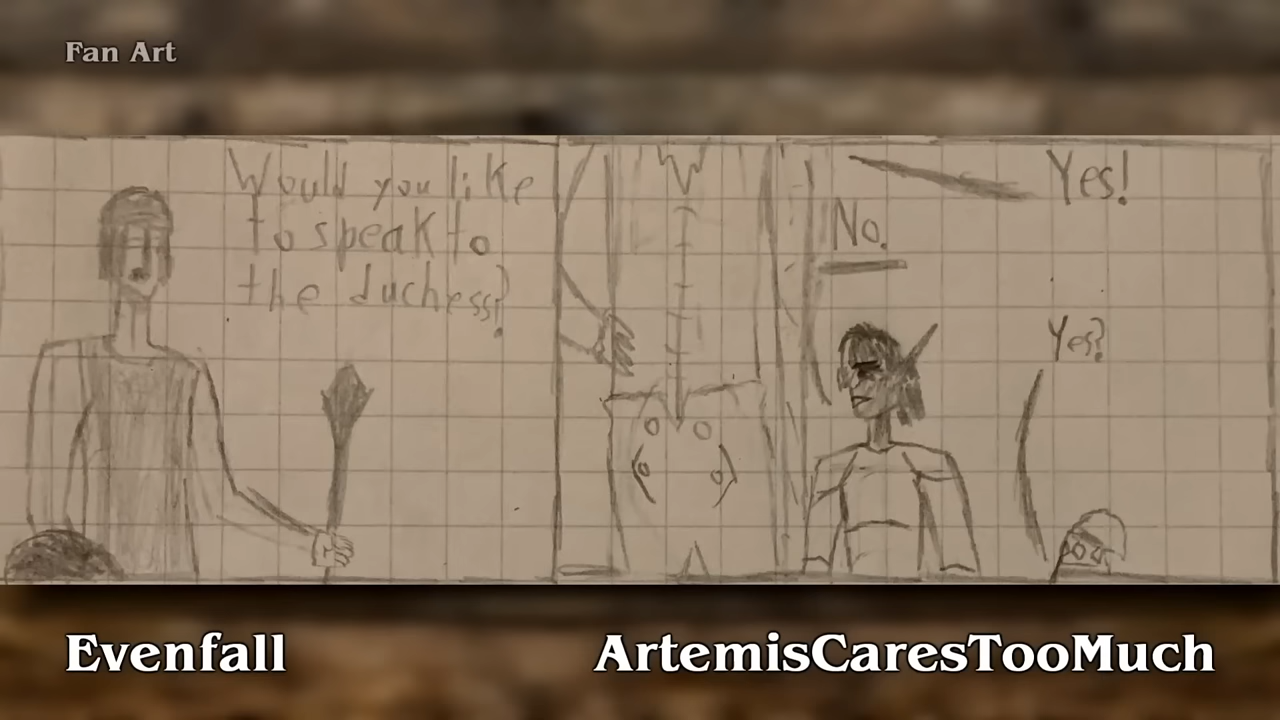 Fan Art
Would you like
to speak to
the duchess?
Yes!
No.
Yes?
Evenfall
ArtemisCaresTooMuch